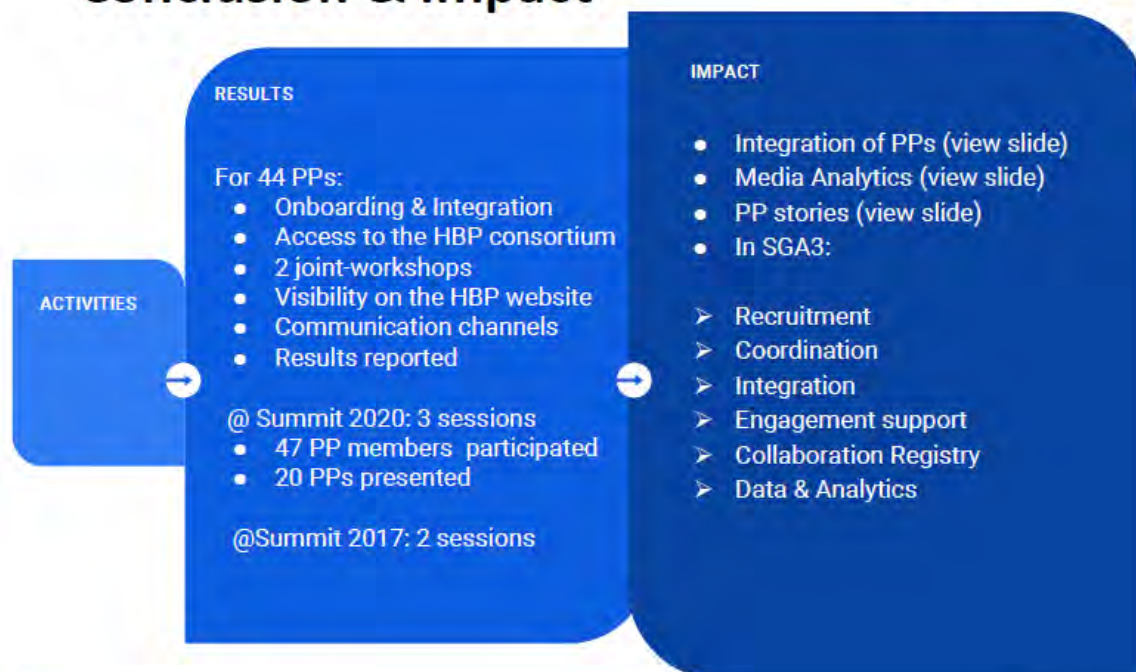 Conclusion & Impact
ACTIVITIES
RESULTS
For 44 PPs:
● Onboarding & Integration
● Access to the HBP consortium
● 2 joint-workshops
● Visibility on the HBP website
● Communication channels
● Results reported
@ Summit 2020: 3 sessions
● 47 PP members participated
● 20 PPs presented
@Summit 2017: 2 sessions
IMPACT
● Integration of PPs (view slide)
● Media Analytics (view slide)
● PP stories (view slide)
● In SGA3:
➢ Recruitment
➢ Coordination
➢ Integration
➢ Engagement support
➢ Collaboration Registry
➢ Data & Analytics